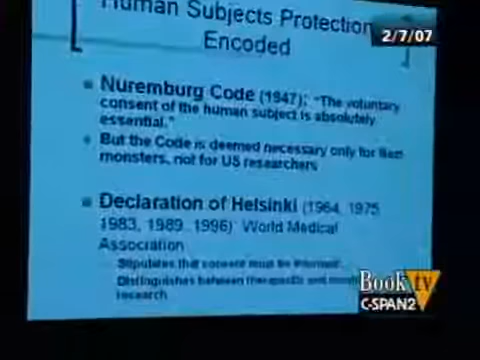 Human Subjects Protection
Encoded
2/7/07
Nuremburg Code (1947): "The voluntary
consent of the human subject is absolutely
essential."
But the Code is deemed necessary only for Nazi
monsters, not for US researchers
Declaration of Helsinki (1964, 1975
1983, 1989, 1996) World Medical
Association
Stipulates that consent must be informed
Distinguishes between therapeutic and
research
Book tv
C-SPAN2